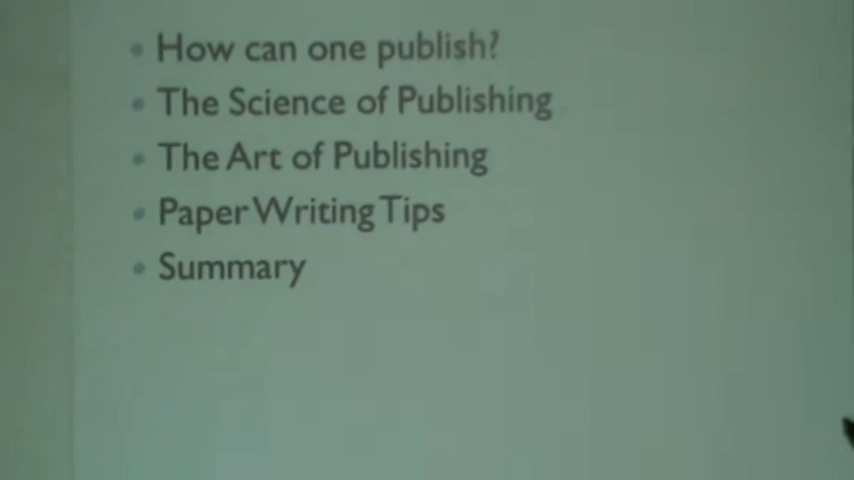 • How can one publish?
• The Science of Publishing
• The Art of Publishing
• Paper Writing Tips
• Summary